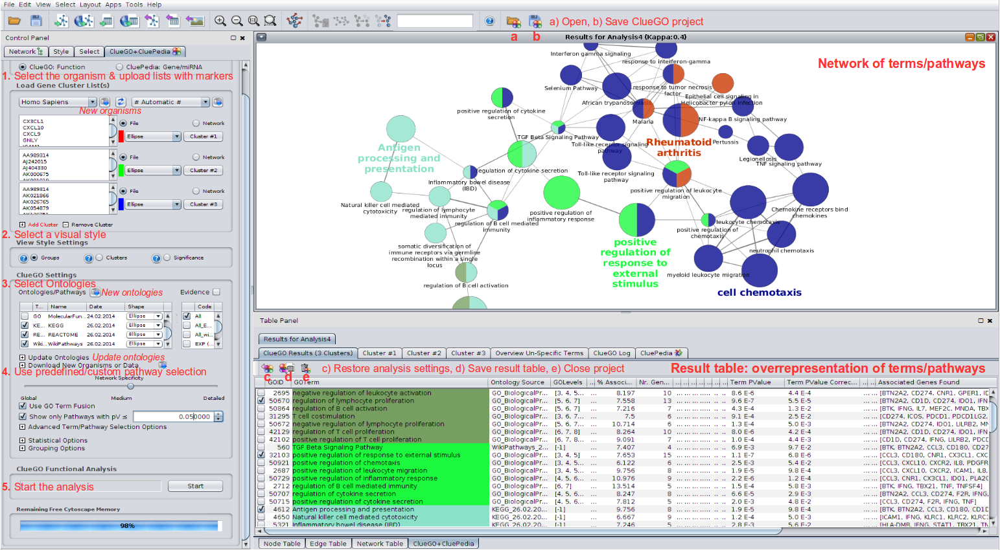 File Edit View Select Layout Apps Tools Help
a) Open, b) Save ClueGO project
a b
Control Panel
Network Style Select ClueGO+CluePedia
ClueGO: Function CluePedia: Gene/miRNA
1. Select the organism & upload lists with markers
Load Gene Cluster List(s)
Homo Sapiens # Automatic #
New organisms
CX3CL1
CXCL10
CXCL9
GNLY
File Network
Ellipse Cluster #1
AA989314
AJ242015
AJ404330
AK000675
File Network
Ellipse Cluster #2
AA989314
AK021866
AK026765
AK054879
File Network
Ellipse Cluster #3
Add Cluster Remove Cluster
2. Select a visual style
View Style Settings
Groups Clusters Significance
ClueGO Settings
3. Select Ontologies
Ontologies/Pathways New ontologies Evidence
T... Name Date Shape Code
GO MolecularFun... 24.02.2014 Ellipse All
KE... KEGG 26.02.2014 Ellipse All_E...
RE... REACTOME 26.02.2014 Ellipse All_wi...
Wiki... WikiPathways 26.02.2014 Ellipse EXP (...
Update Ontologies Update ontologies
Download New Organisms or Data
4. Use predefined/custom pathway selection
Network Specificity
Global Medium Detailed
Use GO Term Fusion
Show only Pathways with pV ≤ 0.050000
Advanced Term/Pathway Selection Options
Statistical Options
Grouping Options
ClueGO Functional Analysis
5. Start the analysis
Start
Remaining Free Cytoscape Memory
98%
Results for Analysis4 (Kappa:0.4)
Network of terms/pathways
Interferon gamma signaling
response to interferon-gamma
Selenium Pathway
response to tumor necrosis
factor
African trypanosomiasis
Epithelial cell signaling in
Helicobacter pylori infection
positive regulation of cytokine
secretion
Malaria
NF-kappa B signaling pathway
TGF Beta Signaling Pathway
Toll-like receptor signaling
pathway
Pertussis
Rheumatoid
arthritis
Antigen
processing and
presentation
Legionellosis
TNF signaling pathway
regulation of cytokine secretion
Toll-like receptor signaling
pathway
Inflammatory bowel disease
(IBD)
positive regulation of leukocyte
migration
Natural killer cell mediated
cytotoxicity
regulation of lymphocyte
mediated immunity
positive regulation of
inflammatory response
Chemokine receptors bind
chemokines
regulation of B cell mediated
immunity
leukocyte chemotaxis
positive regulation of
chemotaxis
somatic diversification of
immune receptors via germline
recombination within a single
locus
positive
regulation of
response to
external
stimulus
neutrophil chemotaxis
myeloid leukocyte migration
regulation of B cell activation
cell chemotaxis
Table Panel
Results for Analysis4
ClueGO Results (3 Clusters) Cluster #1 Cluster #2 Cluster #3 Overview Un-Specific Terms ClueGO Log CluePedia
c d e c) Restore analysis settings, d) Save result table, e) Close project Result table: overrepresentation of terms/pathways
GOID GOTerm Ontology Source GOLevels ... % Associ... Nr. Gen... Term PValue Term PValue Correc... Associated Genes Found
2695 negative regulation of leukocyte activation GO_BiologicalPr... [3, 4, 5... ... 8.197 10 8.6 E-6 4.4 E-4 [BTN2A2, CD274, CNR1, GPER1, ID
50670 regulation of lymphocyte proliferation GO_BiologicalPr... [5, 6, 7] ... 7.558 13 9.6 E-7 5.5 E-5 [BTN2A2, CD1D, CD274, IDO1, IFN
50864 regulation of B cell activation GO_BiologicalPr... [5, 6, 7] ... 7.216 7 4.3 E-4 1.3 E-2 [BTK, IFNG, IL7, MEF2C, MNDA, TBX
31295 T cell costimulation GO_BiologicalPr... [3, 6, 7... ... 7.5 6 9.1 E-4 2.5 E-2 [CD274, ICOS, PDCD1, PDCD1LG2,
50672 negative regulation of lymphocyte proliferation GO_BiologicalPr... [5, 6, 7... ... 10.714 6 1.3 E-4 5.0 E-3 [BTN2A2, CD274, IDO1, LILRB2, MN
42129 regulation of T cell proliferation GO_BiologicalPr... [6, 7, 8] ... 8.264 10 8.0 E-6 4.2 E-4 [BTN2A2, CD1D, CD274, IDO1, IFN
42102 positive regulation of T cell proliferation GO_BiologicalPr... [6, 7, 8... ... 9.091 7 1.0 E-4 4.4 E-3 [CD1D, CD274, IFNG, LILRB2, PDCD
560 TGF Beta Signaling Pathway WikiPathways_2... [-1] ... 7.407 4 6.9 E-3 9.7 E-2 [BTK, BTN2A2, CCL3, CD180, CD27
32103 positive regulation of response to external stimulus GO_BiologicalPr... [3, 4, 5] ... 7.653 15 1.1 E-7 6.8 E-6 [CCL3, CD180, CNR1, CX3CL1, CXC
50921 positive regulation of chemotaxis GO_BiologicalPr... [3, 4, 5... ... 6.122 6 2.5 E-3 5.4 E-2 [CCL3, CXCL10, CXCR2, IL8, PDGFR
2687 positive regulation of leukocyte migration GO_BiologicalPr... [3, 4, 5... ... 9.756 8 1.9 E-5 9.8 E-4 [CCL3, CXCL10, CXCR2, ICAM1, IL8,
50729 positive regulation of inflammatory response GO_BiologicalPr... [4, 5, 6... ... 10.976 9 2.2 E-6 1.2 E-4 [CCL3, CNR1, CX3CL1, IDO1, PLA2G
2712 regulation of B cell mediated immunity GO_BiologicalPr... [6, 7] ... 13.514 5 1.5 E-4 5.8 E-3 [BTK, IFNG, TBX21, TNF, TNFSF4]
50707 regulation of cytokine secretion GO_BiologicalPr... [4, 5, 6... ... 8.247 8 6.6 E-5 2.9 E-3 [BTN2A2, CCL3, CD274, F2R, IFNG,
50715 positive regulation of cytokine secretion GO_BiologicalPr... [4, 5, 6... ... 7.812 5 2.0 E-3 4.8 E-2 [CCL3, CD274, F2R, IFNG, TNF]
4612 Antigen processing and presentation KEGG_26.02.20... [-1] ... 9.756 8 1.9 E-5 9.8 E-4 [BTN2A2, CCL3, CD180, CD274, CD1D
4650 Natural killer cell mediated cytotoxicity KEGG_26.02.20... [-1] ... 6.667 9 1.2 E-4 5.0 E-3 [ICAM1, IFNG, KLRC1, KLRC2, KLRC3
5321 Inflammatory bowel disease (IBD) KEGG_26.02.20... [-1] ... 7.246 5 2.8 E-3 5.6 E-2 [HLA-DMB, IFNG, STAT1, TBX21, TN
Node Table Edge Table Network Table ClueGO+CluePedia